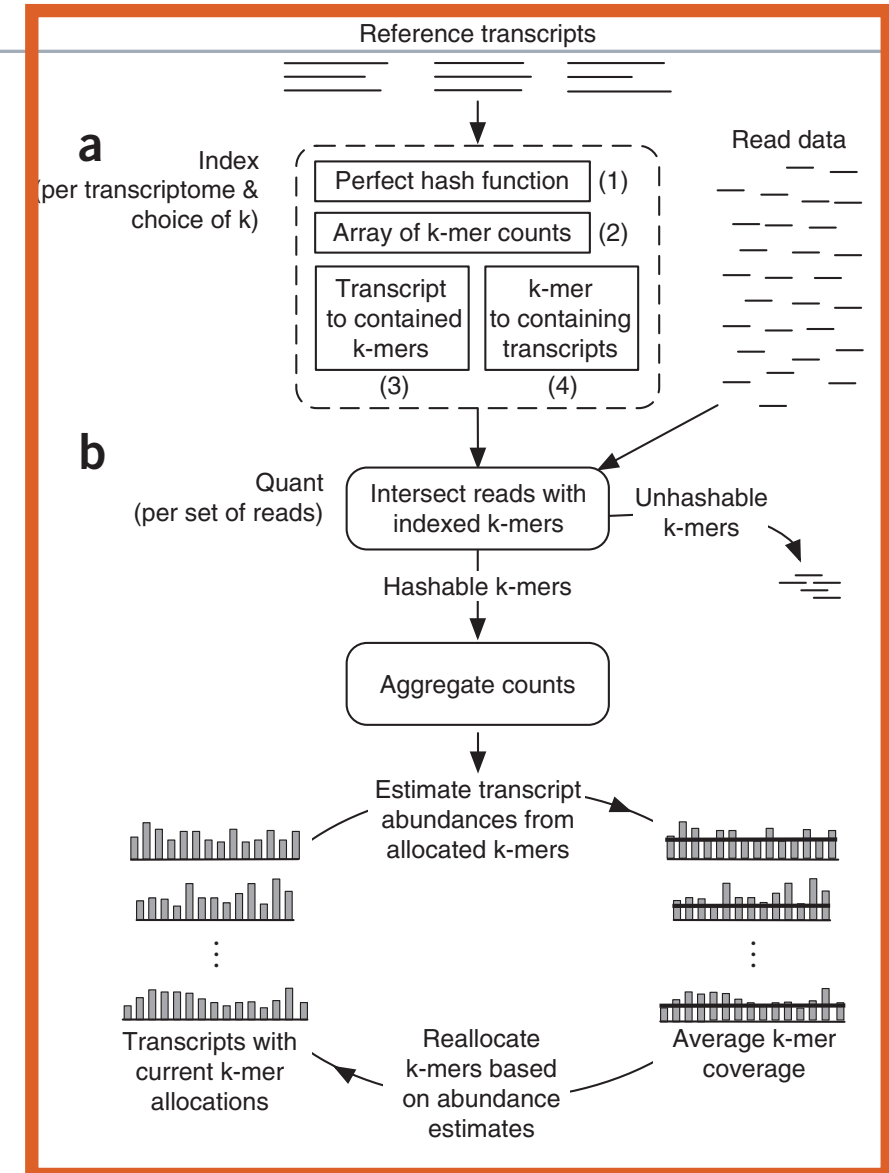 Reference transcripts
a
Index
(per transcriptome &
choice of k)
Perfect hash function
(1)
Array of k-mer counts
(2)
Transcript
to contained
k-mers
(3)
k-mer
to containing
transcripts
(4)
Read data
b
Quant
(per set of reads)
Intersect reads with
indexed k-mers
Unhashable
k-mers
Hashable k-mers
Aggregate counts
Estimate transcript
abundances from
allocated k-mers
Transcripts with
current k-mer
allocations
Reallocate
k-mers based
on abundance
estimates
Average k-mer
coverage